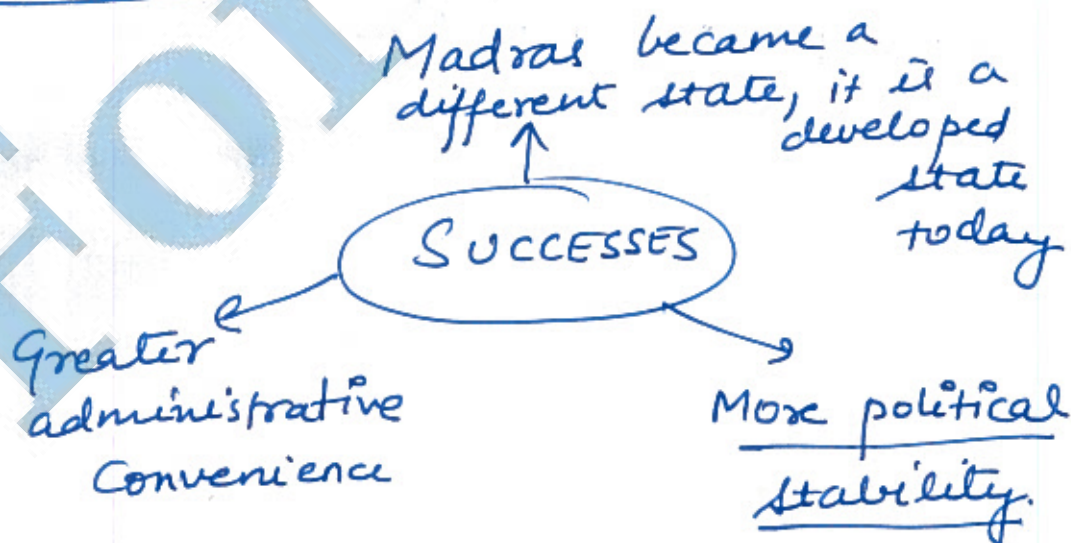 Madras became a
different state, it is a
developed
state
today
SUCCESSES
Greater
administrative
Convenience
More political
stability.